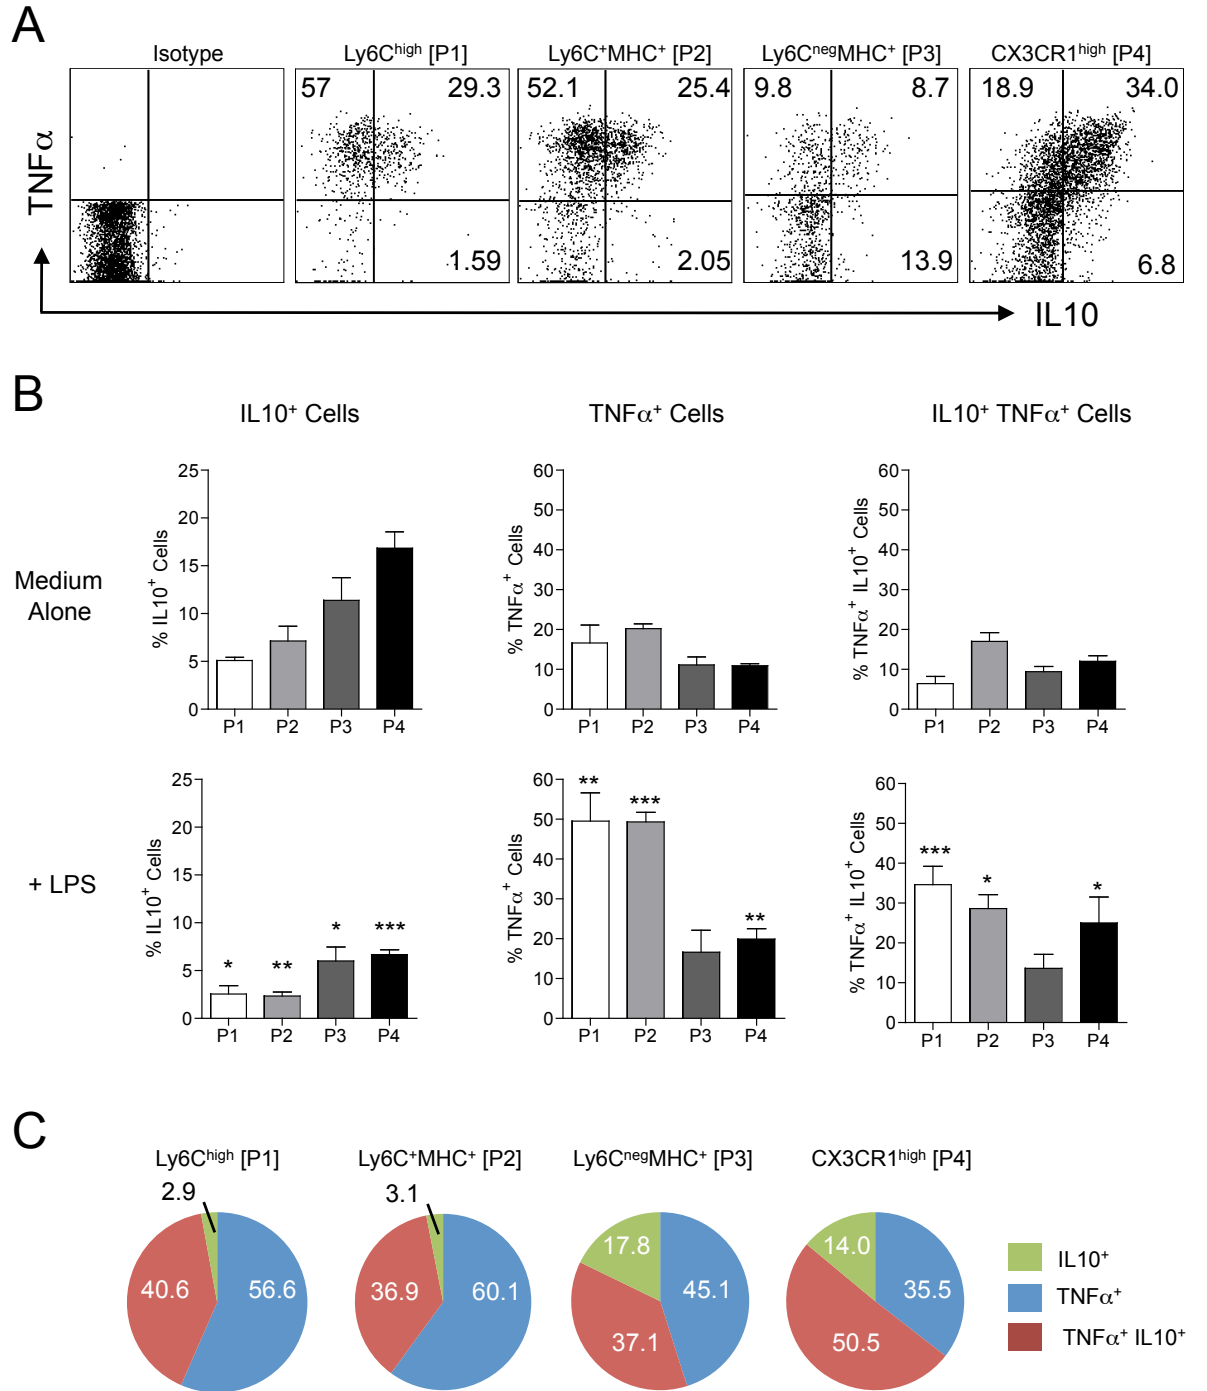 A
Isotype
Ly6Chigh [P1]
Ly6C+MHC+ [P2]
LyC6negMHC+ [P3]
CX3CR1high [P4]
TNFα
57 29.3
1.59
52.1 25.4
2.05
9.8 8.7
13.9
18.9 34.0
6.8
IL10
B
IL10+ Cells
TNFα+ Cells
IL10+ TNFα+ Cells
Medium
Alone
% IL10+ Cells
25
20
15
10
5
0
P1 P2 P3 P4
% TNFα+ Cells
60
50
40
30
20
10
0
P1 P2 P3 P4
% TNFα+ IL10+ Cells
60
50
40
30
20
10
0
P1 P2 P3 P4
+ LPS
% IL10+ Cells
25
20
15
10
5
0
* ** * ***
P1 P2 P3 P4
% TNFα+ Cells
60
50
40
30
20
10
0
** *** **
P1 P2 P3 P4
% TNFα+ IL10+ Cells
60
50
40
30
20
10
0
*** * *
P1 P2 P3 P4
C
Ly6Chigh [P1]
2.9
40.6 56.6
Ly6C+MHC+ [P2]
3.1
36.9 60.1
Ly6CnegMHC+ [P3]
17.8
45.1
37.1
CX3CR1high [P4]
14.0
35.5
50.5
IL10+
TNFα+
TNFα+ IL10+